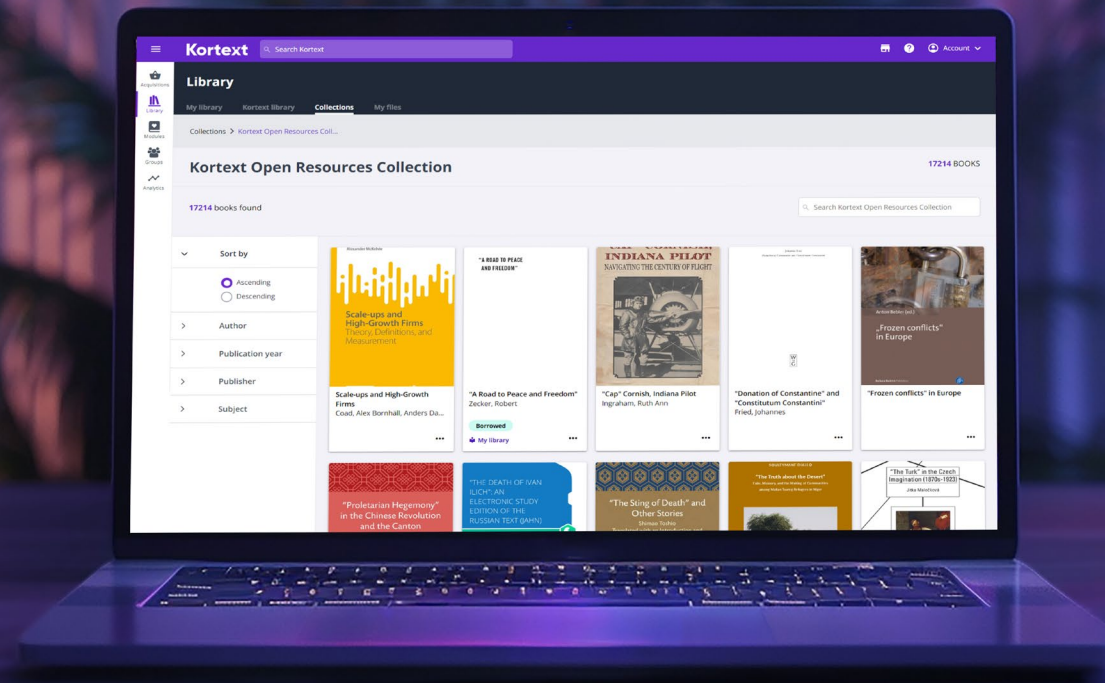 Kortext
Search Kortext
Account
Acquisitions
Library
Modules
Groups
Analytics
Library
My library
Kortext library
Collections
My files
Collections > Kortext Open Resources Coll...
Kortext Open Resources Collection
17214 BOOKS
17214 books found
Search Kortext Open Resources Collection
Sort by
Ascending
Descending
Author
Publication year
Publisher
Subject
Scale-ups and
High-Growth Firms
Theory, Definitions, and
Measurement
Scale-ups and High-Growth
Firms
Coad, Alex Bornhäll, Anders Da...
"A ROAD TO PEACE
AND FREEDOM"
"A Road to Peace and Freedom"
Zecker, Robert
Borrowed
My library
"CAP" CORNISH,
INDIANA PILOT
NAVIGATING THE CENTURY OF FLIGHT
"Cap" Cornish, Indiana Pilot
Ingraham, Ruth Ann
"Donation of Constantine" and
"Constitutum Constantini"
Fried, Johannes
„Frozen conflicts"
in Europe
"Frozen conflicts" in Europe
"Proletarian Hegemony"
in the Chinese Revolution
and the Canton
"THE DEATH OF IVAN
ILICH": AN
ELECTRONIC STUDY
EDITION OF THE
RUSSIAN TEXT (JAHN)
"The Sting of Death" and
Other Stories
Shimao Toshio
"The Truth about the Desert"
"The Turk" in the Czech
Imagination (1870s-1923)
Jitka Malečková